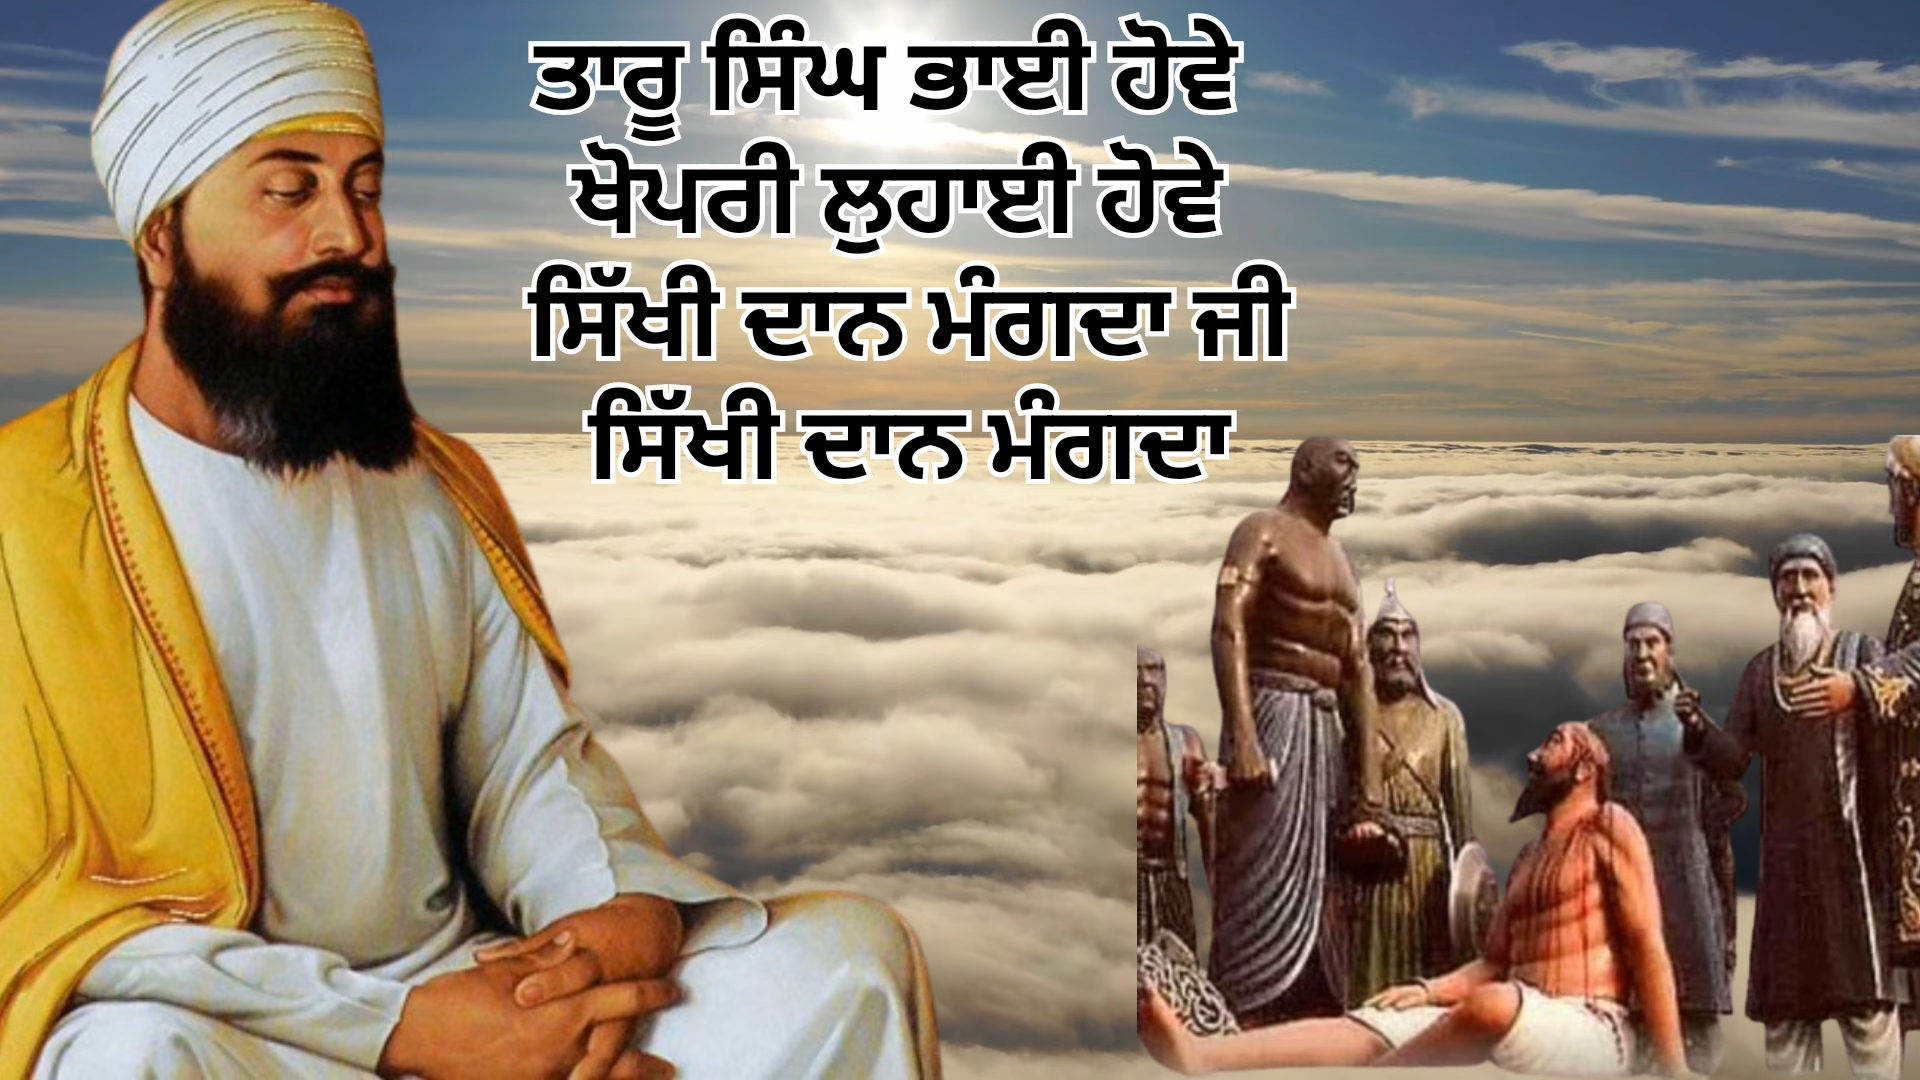 ਤਾਰੂ ਸਿੰਘ ਭਾਈ ਹੋਵੇ
ਖੋਪਰੀ ਲੁਹਾਈ ਹੋਵੇ
ਸਿੱਖੀ ਦਾਨ ਮੰਗਦਾ ਜੀ
ਸਿੱਖੀ ਦਾਨ ਮੰਗਦਾ